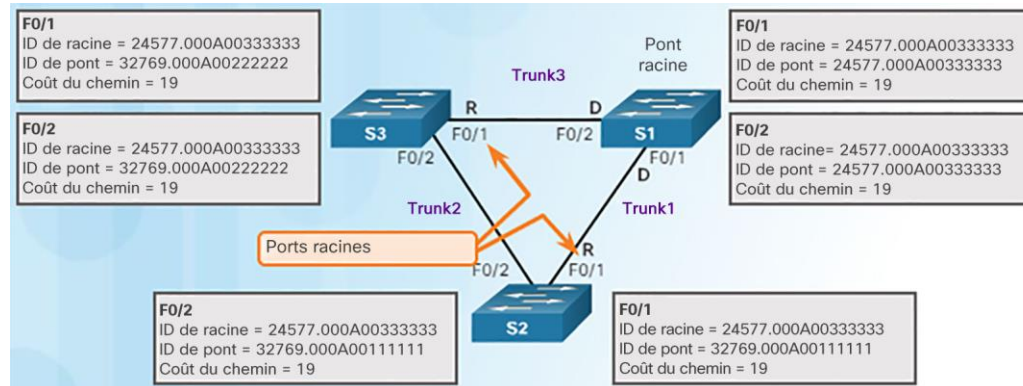 F0/1
ID de racine = 24577.000A00333333
ID de pont = 32769.000A00222222
Coût du chemin = 19
F0/2
ID de racine = 24577.000A00333333
ID de pont = 32769.000A00222222
Coût du chemin = 19
Pont
racine
F0/1
ID de racine = 24577.000A00333333
ID de pont = 24577.000A00333333
Coût du chemin = 19
F0/2
ID de racine= 24577.000A00333333
ID de pont = 24577.000A00333333
Coût du chemin = 19
Trunk3
R
D
S3
F0/1
F0/2
S1
F0/2
F0/1
D
Trunk2
Trunk1
Ports racines
R
F0/2
F0/1
S2
F0/2
ID de racine = 24577.000A00333333
ID de pont = 32769.000A00111111
Coût du chemin = 19
F0/1
ID de racine = 24577.000A00333333
ID de pont = 32769.000A00111111
Coût du chemin = 19